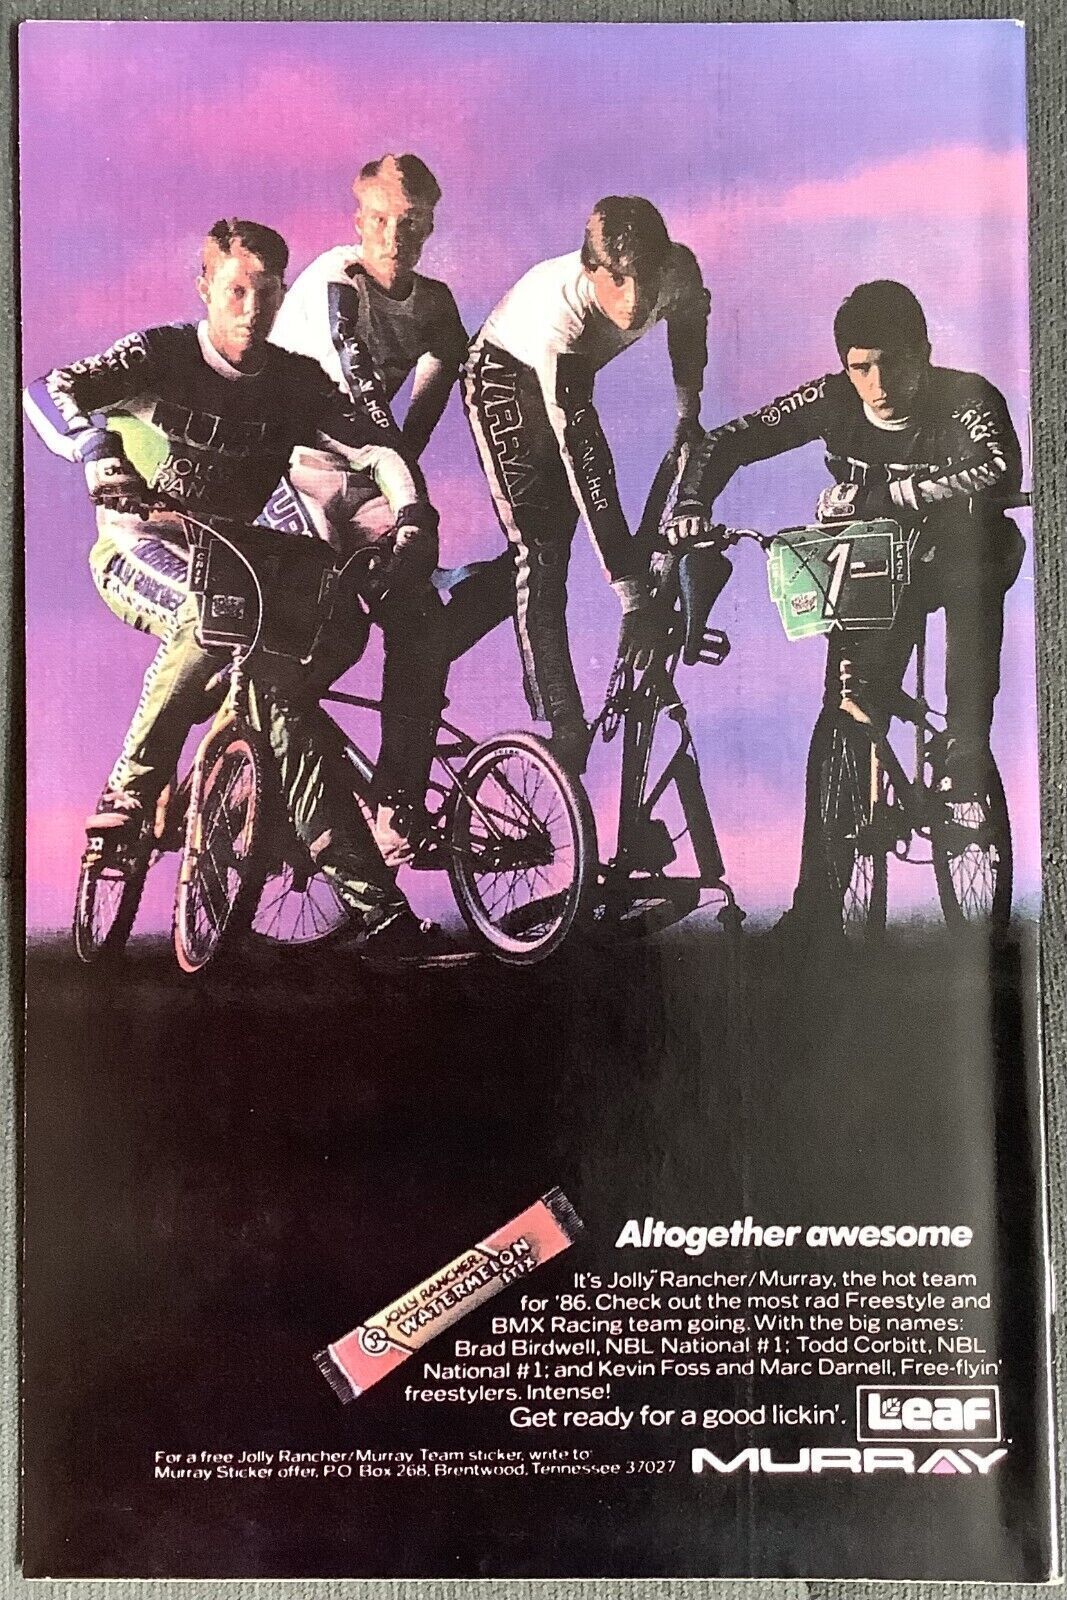 MURRAY
1
PLATE
JOLLY RANCHER
WATERMELON
STIX
Altogether awesome
It's Jolly Rancher/Murray, the hot team
for '86. Check out the most rad Freestyle and
BMX Racing team going. With the big names:
Brad Birdwell, NBL National #1; Todd Corbitt, NBL
National #1; and Kevin Foss and Marc Darnell, Free-flyin'
freestylers. Intense!
Get ready for a good lickin'.
Leaf
For a free Jolly Rancher/Murray Team sticker, write to
Murray Sticker offer, PO Box 268, Brentwood, Tennessee 37027
MURRAY